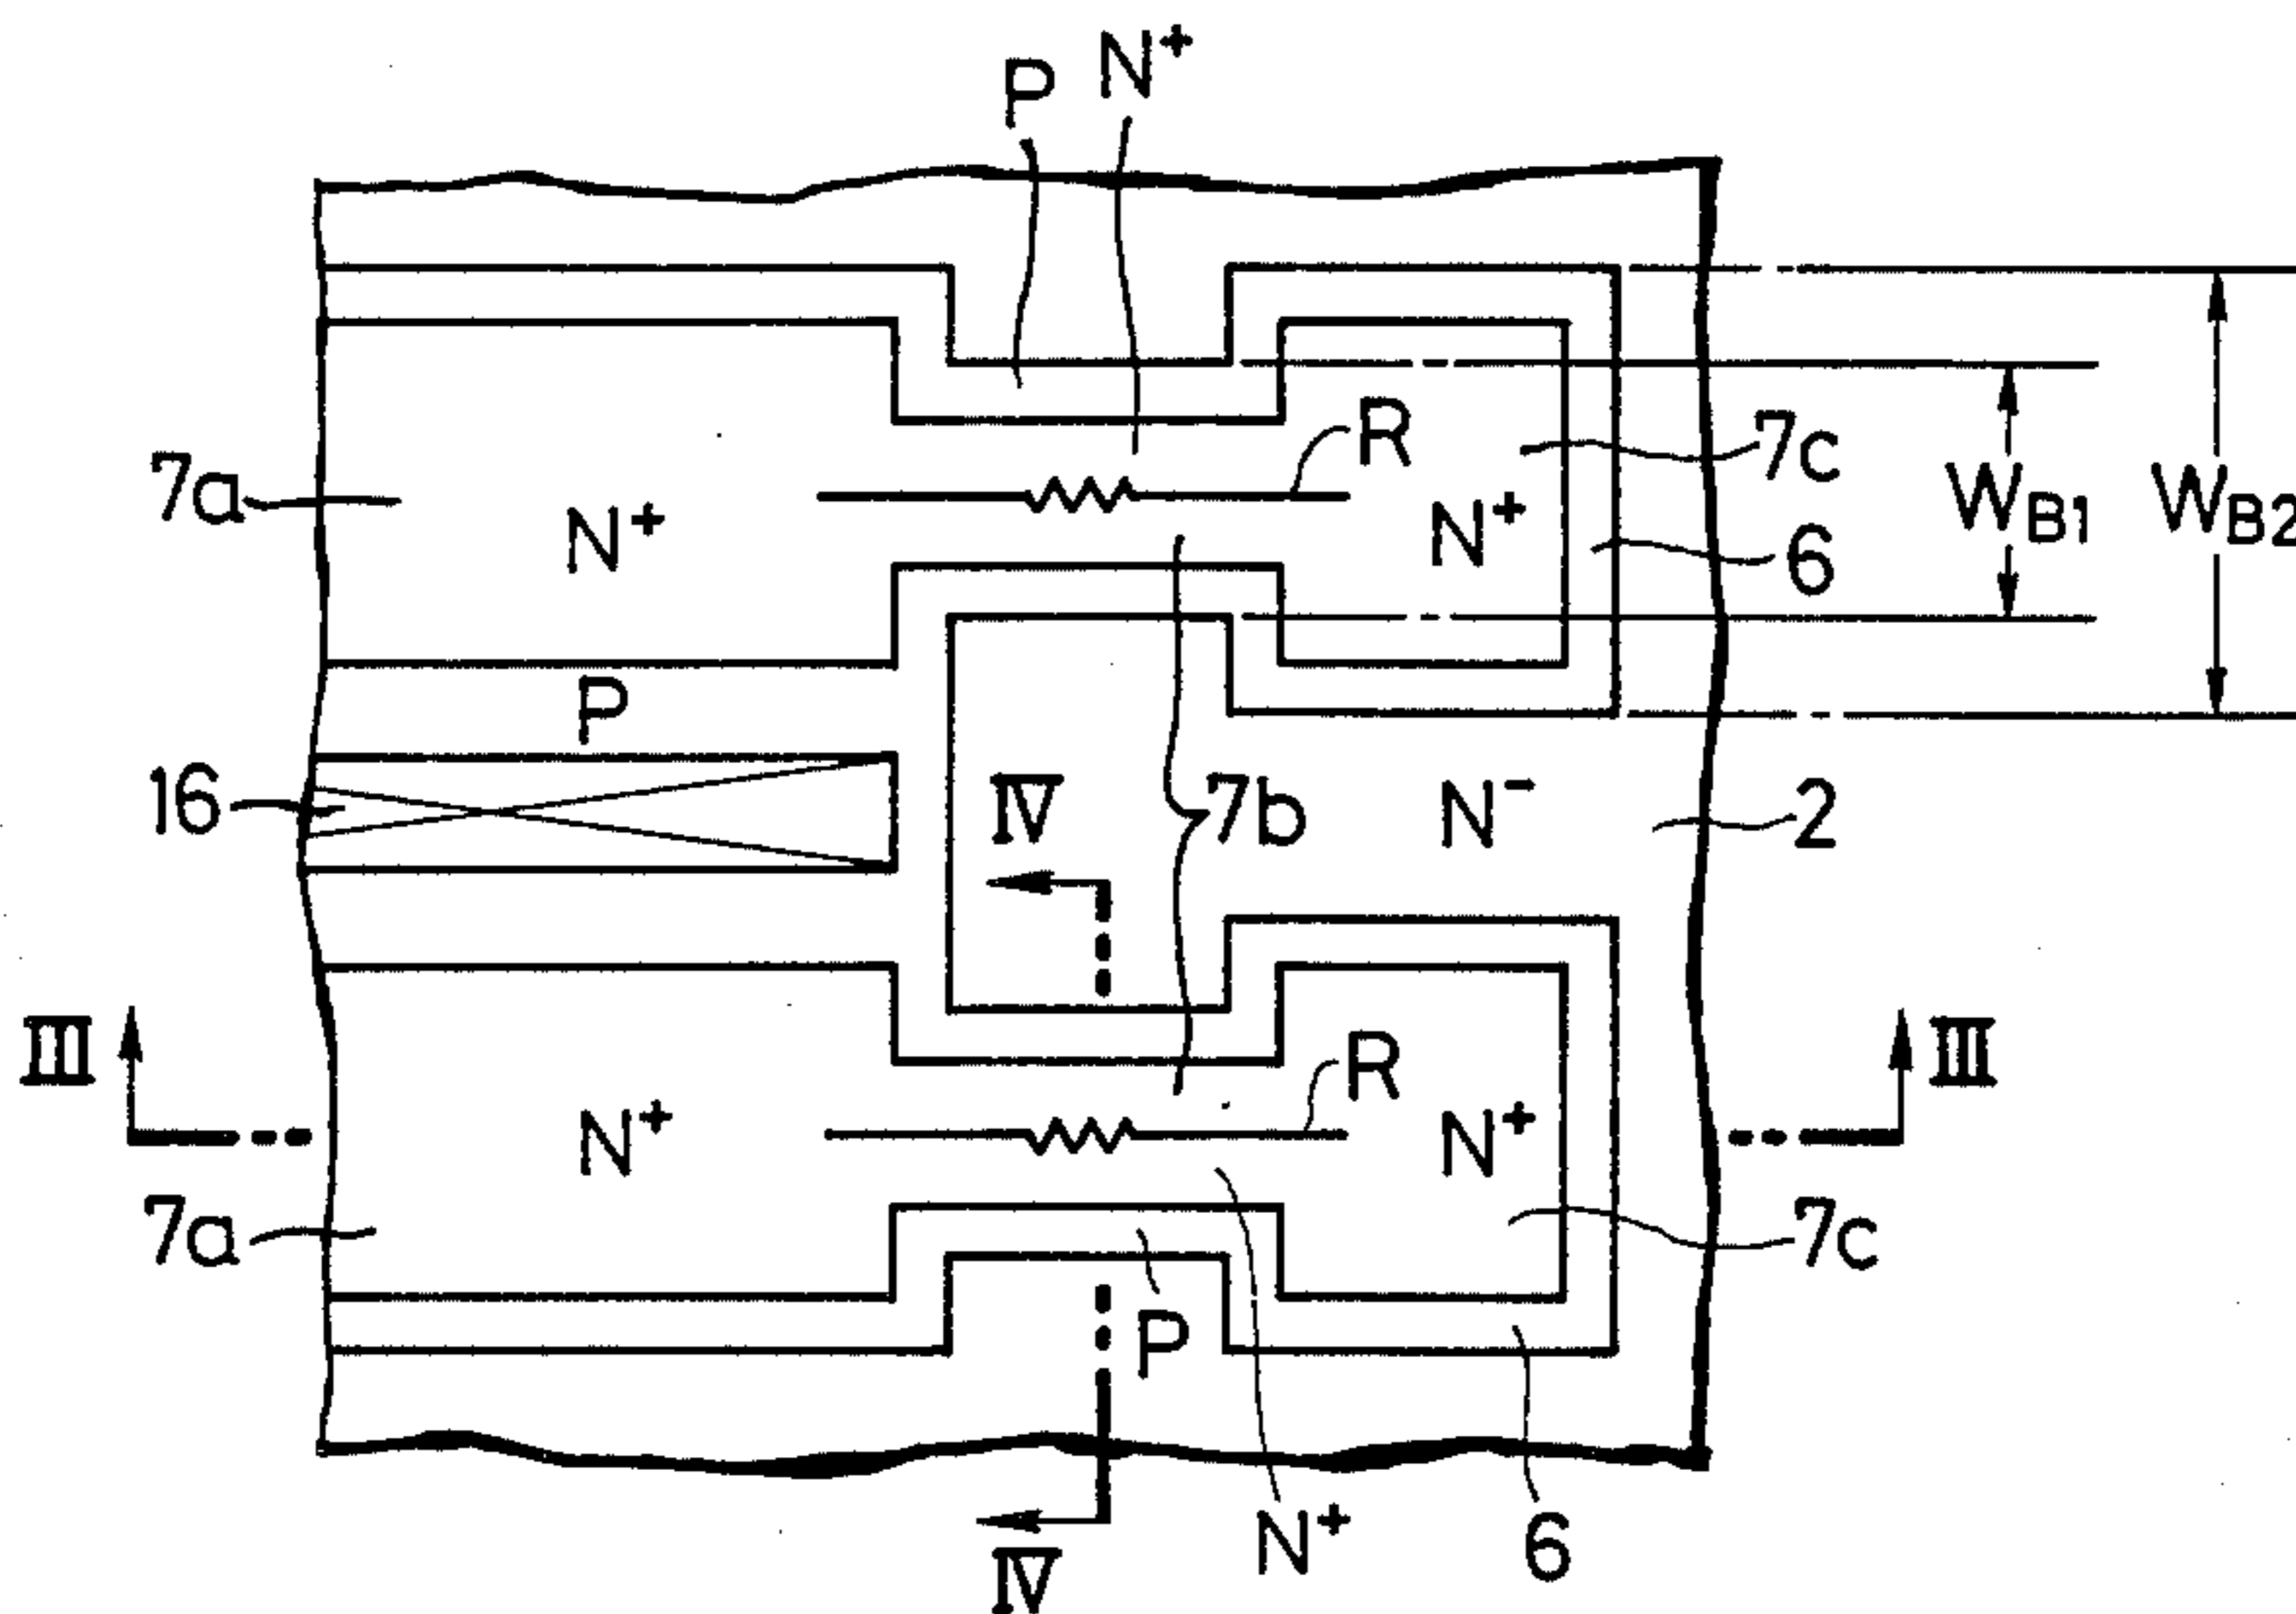 P N⁺
R
7a N⁺ N⁺ 7c
6 W_B1 W_B2
P
16 IV 7b N⁻ 2
III R III
N⁺ N⁺
7a 7c
P
N⁺ 6
IV